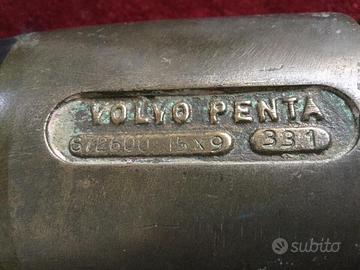 VOLVO PENTA
872600 15x9 331
subito